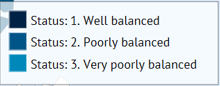 Status: 1. Well balanced
Status: 2. Poorly balanced
Status: 3. Very poorly balanced